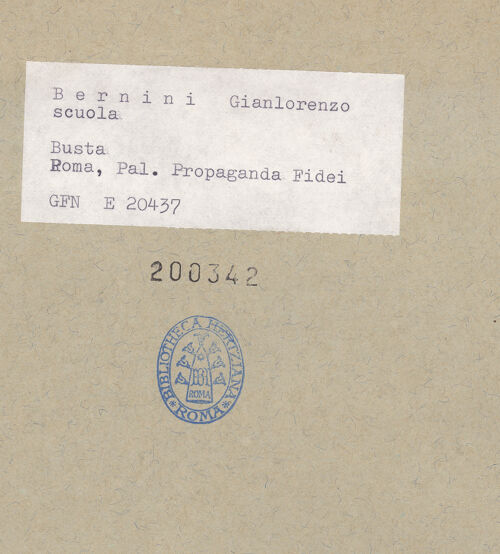 B e r n i n i   Gianlorenzo
scuola
Busta
Roma, Pal. Propaganda Fidei
GFN  E 20437
200342
BIBLIOTHECA HERTZIANA
ROMA
* ROMA *